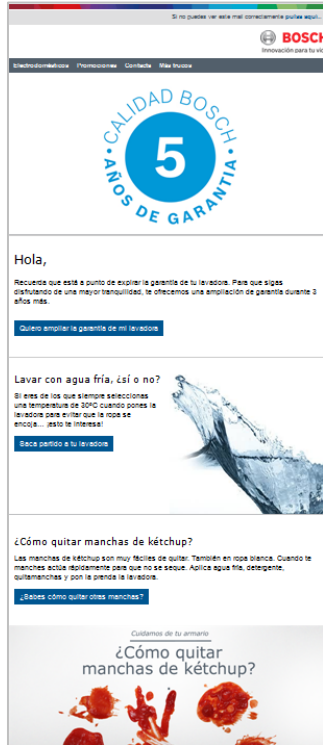 Si no puedes ver este mail correctamente pulsa aquí.
BOSCH
Innovación para tu vi
Electrodomésticos Promociones Contacta Más trucos
CALIDAD BOSCH
5
AÑOS DE GARANTIA
Hola,
Recuerda que está a punto de expirar la garantía de tu lavadora. Para que sigas
disfrutando de una mayor tranquilidad, te ofrecemos una ampliación de garantía durante 3
años más.
Quiero ampliar la garantía de mi lavadora
Lavar con agua fría, ¿sí o no?
Si eres de los que siempre seleccionas
una temperatura de 30ºC cuando pones la
lavadora para evitar que la ropa se
encoja... ¡esto te interesa!
Saca partido a tu lavadora
¿Cómo quitar manchas de kétchup?
Las manchas de kétchup son muy fáciles de quitar. También en ropa blanca. Cuando te
manches actúa rápidamente para que no se seque. Aplica agua fría, detergente,
quitamanchas y pon la prenda la lavadora.
¿Sabes cómo quitar otras manchas?
Cuidamos de tu armario
¿Cómo quitar
manchas de kétchup?